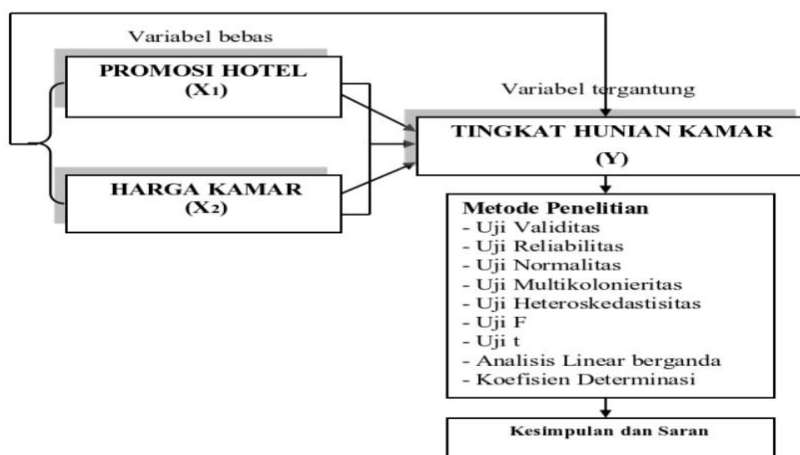 Variabel bebas
PROMOSI HOTEL
(X1)
Variabel tergantung
TINGKAT HUNIAN KAMAR
(Y)
HARGA KAMAR
(X2)
Metode Penelitian
- Uji Validitas
- Uji Reliabilitas
- Uji Normalitas
- Uji Multikolonieritas
- Uji Heteroskedastisitas
- Uji F
- Uji t
- Analisis Linear berganda
- Koefisien Determinasi
Kesimpulan dan Saran